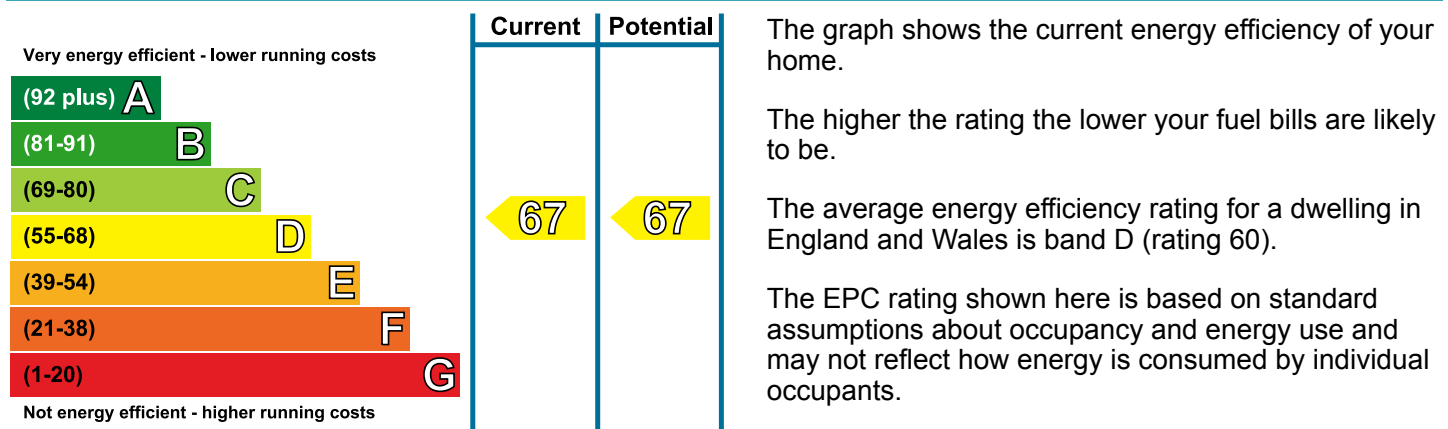 Current Potential
Very energy efficient - lower running costs
(92 plus) A
(81-91) B
(69-80) C
(55-68) D
(39-54) E
(21-38) F
(1-20) G
Not energy efficient - higher running costs
67 67
The graph shows the current energy efficiency of your
home.
The higher the rating the lower your fuel bills are likely
to be.
The average energy efficiency rating for a dwelling in
England and Wales is band D (rating 60).
The EPC rating shown here is based on standard
assumptions about occupancy and energy use and
may not reflect how energy is consumed by individual
occupants.